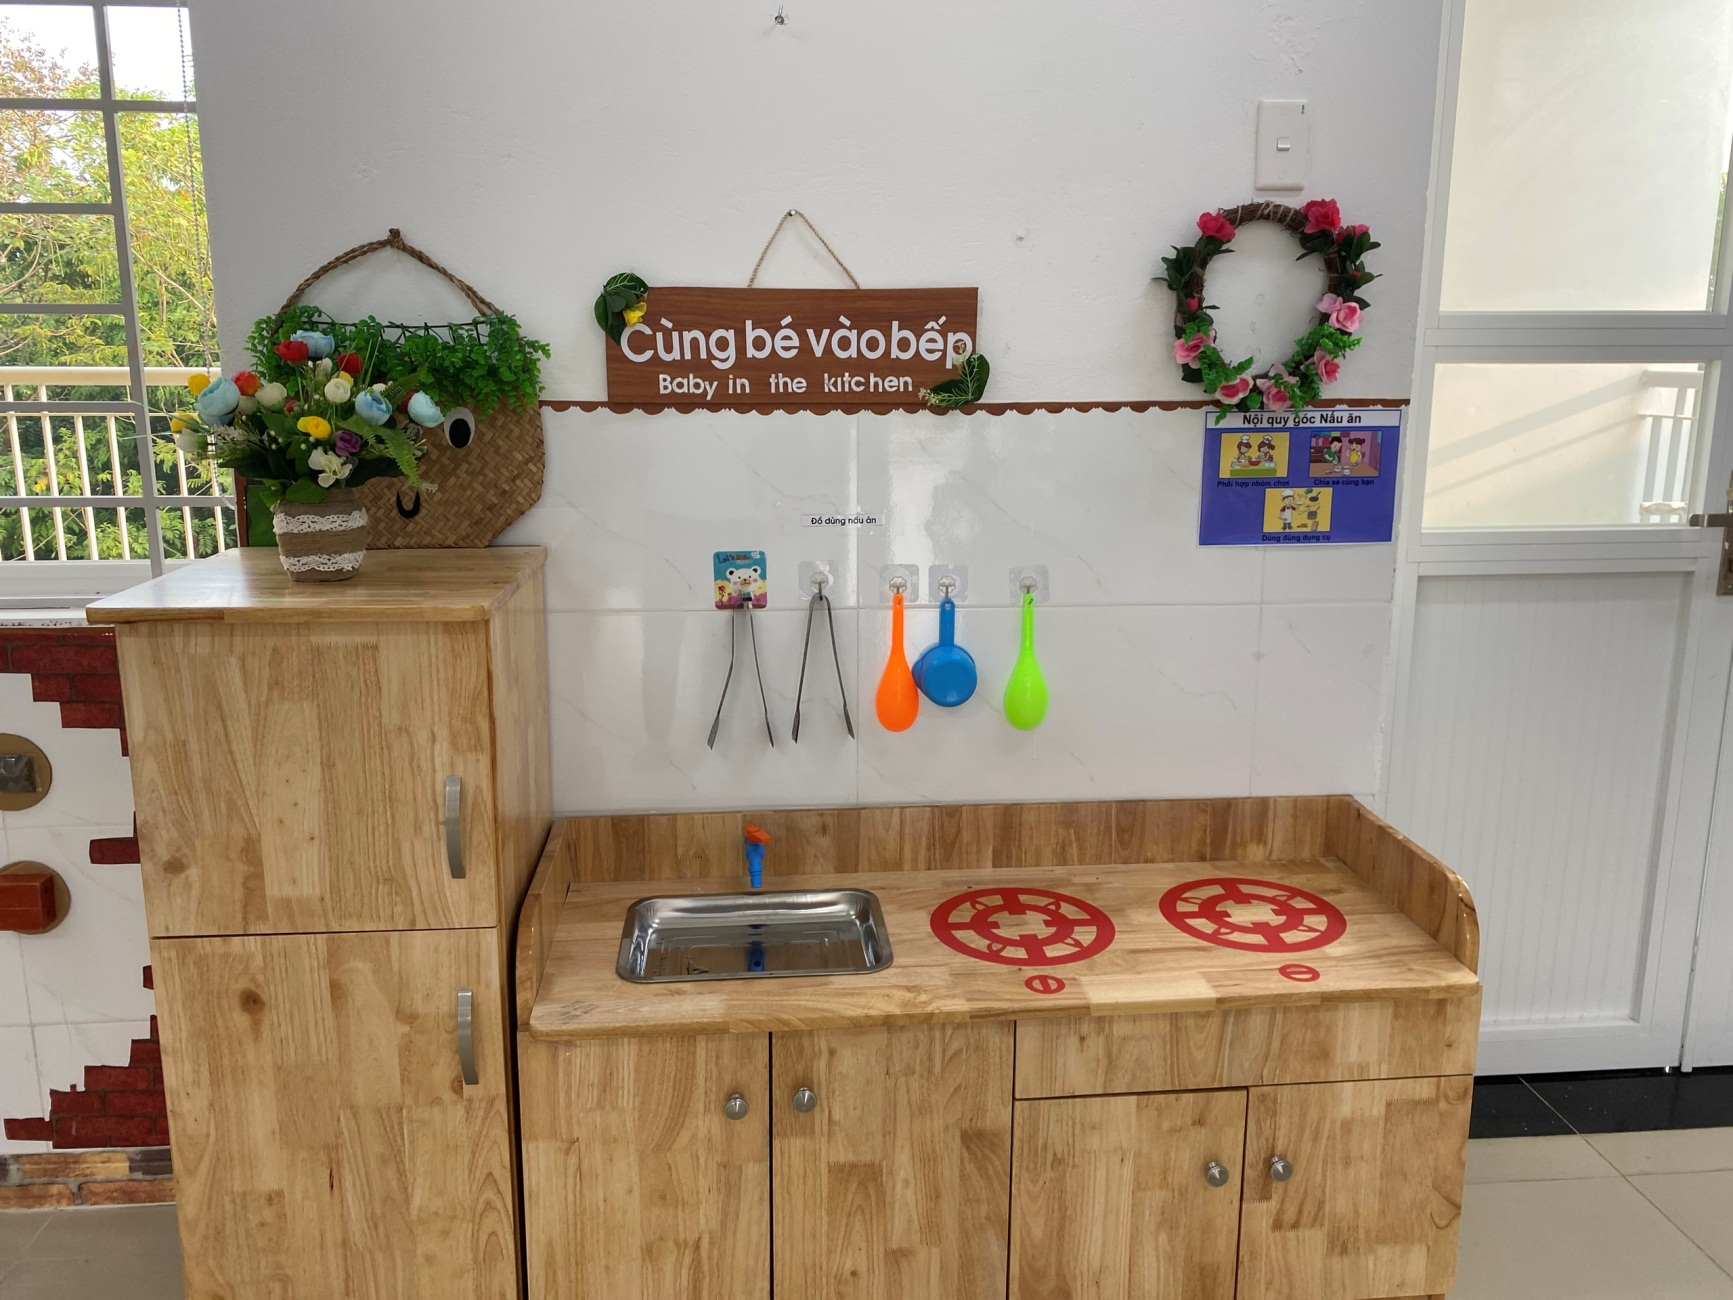 Cùng bé vào bếp
Baby in the kitchen
Nội quy góc Nấu ăn
Phối hợp nhóm chơi
Chia sẻ cùng bạn
Dùng đúng dụng cụ
Đồ dùng nấu ăn